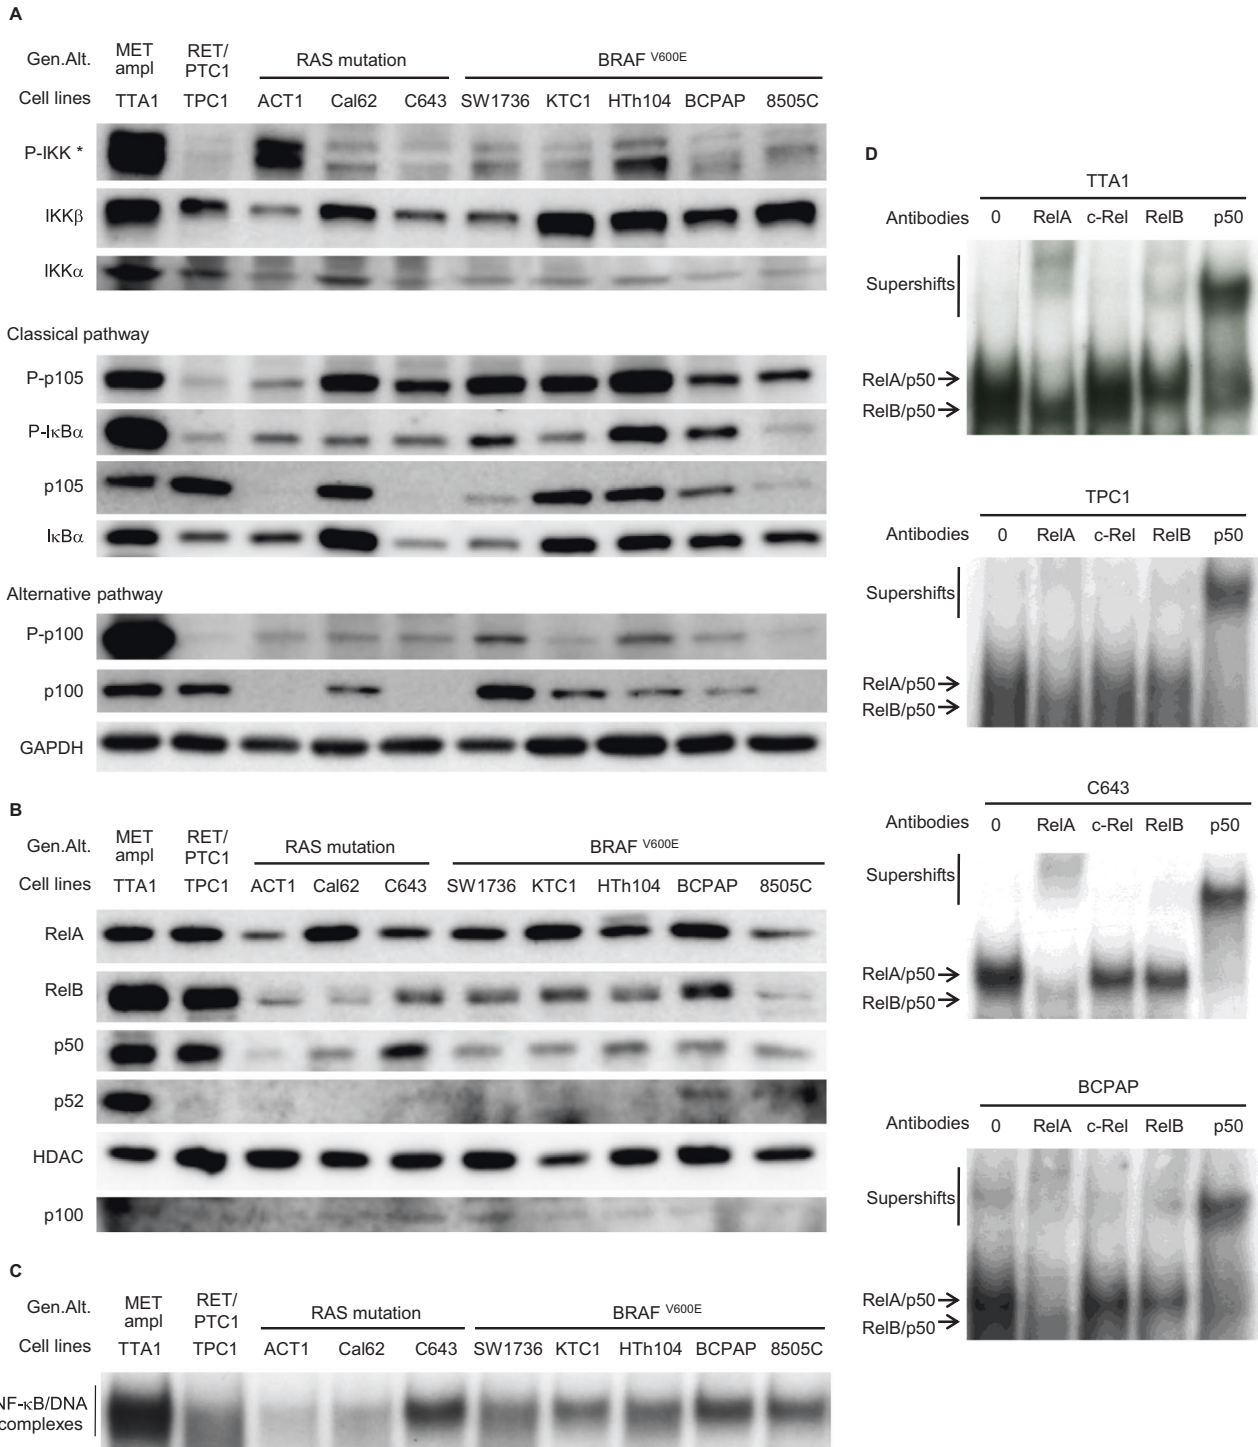 A
Gen.Alt. MET ampl RET/ PTC1 RAS mutation BRAF V600E
Cell lines TTA1 TPC1 ACT1 Cal62 C643 SW1736 KTC1 HTh104 BCPAP 8505C
P-IKK *
IKKβ
IKKα
Classical pathway
P-p105
P-IκBα
p105
IκBα
Alternative pathway
P-p100
p100
GAPDH
B
Gen.Alt. MET ampl RET/ PTC1 RAS mutation BRAF V600E
Cell lines TTA1 TPC1 ACT1 Cal62 C643 SW1736 KTC1 HTh104 BCPAP 8505C
RelA
RelB
p50
p52
HDAC
p100
C
Gen.Alt. MET ampl RET/ PTC1 RAS mutation BRAF V600E
Cell lines TTA1 TPC1 ACT1 Cal62 C643 SW1736 KTC1 HTh104 BCPAP 8505C
NF-κB/DNA
complexes
D
TTA1
Antibodies 0 RelA c-Rel RelB p50
Supershifts
RelA/p50
RelB/p50
TPC1
Antibodies 0 RelA c-Rel RelB p50
Supershifts
RelA/p50
RelB/p50
C643
Antibodies 0 RelA c-Rel RelB p50
Supershifts
RelA/p50
RelB/p50
BCPAP
Antibodies 0 RelA c-Rel RelB p50
Supershifts
RelA/p50
RelB/p50